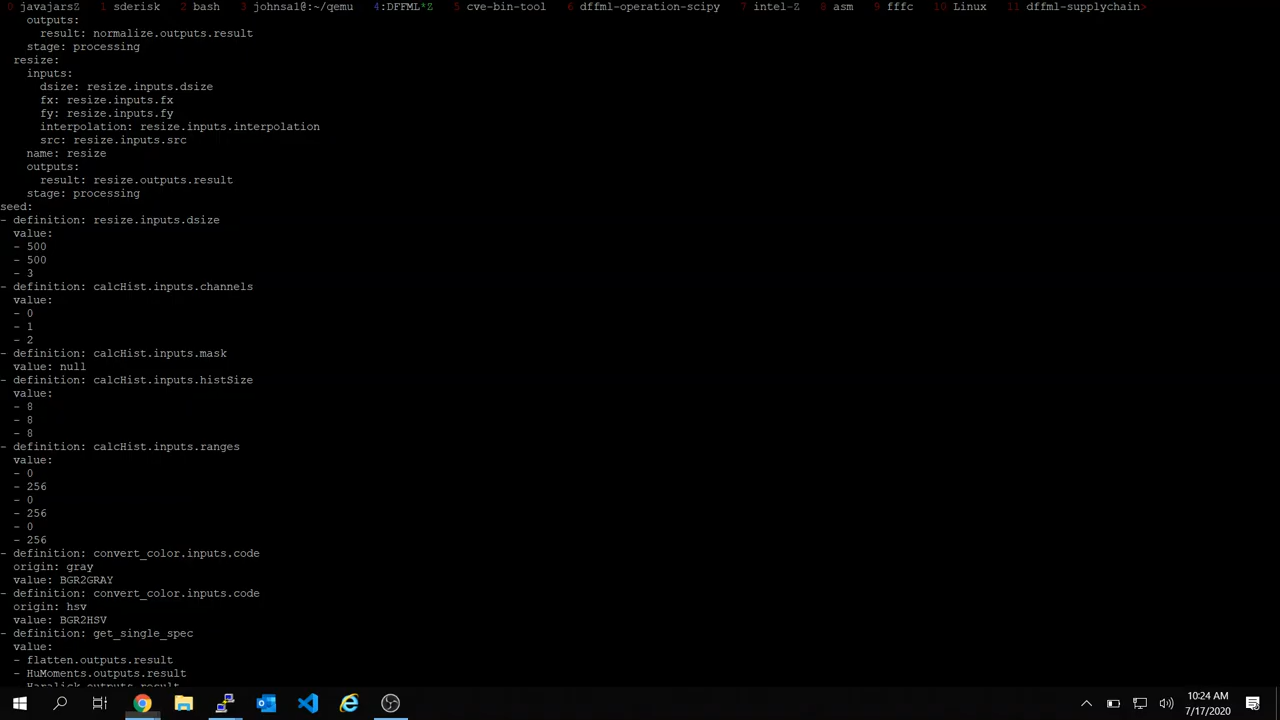 0 javajarsZ 1 sderisk 2 bash 3 johnsal@:~/qemu 4:DFFML*Z 5 cve-bin-tool 6 dffml-operation-scipy 7 intel-Z 8 asm 9 fffc 10 Linux 11 dffml-supplychain>
outputs:
result: normalize.outputs.result
stage: processing
resize:
inputs:
dsize: resize.inputs.dsize
fx: resize.inputs.fx
fy: resize.inputs.fy
interpolation: resize.inputs.interpolation
src: resize.inputs.src
name: resize
outputs:
result: resize.outputs.result
stage: processing
seed:
- definition: resize.inputs.dsize
value:
- 500
- 500
- 3
- definition: calcHist.inputs.channels
value:
- 0
- 1
- 2
- definition: calcHist.inputs.mask
value: null
- definition: calcHist.inputs.histSize
value:
- 8
- 8
- 8
- definition: calcHist.inputs.ranges
value:
- 0
- 256
- 0
- 256
- 0
- 256
- definition: convert_color.inputs.code
origin: gray
value: BGR2GRAY
- definition: convert_color.inputs.code
origin: hsv
value: BGR2HSV
- definition: get_single_spec
value:
- flatten.outputs.result
- HuMoments.outputs.result
- Haralick.outputs.result
10:24 AM
7/17/2020